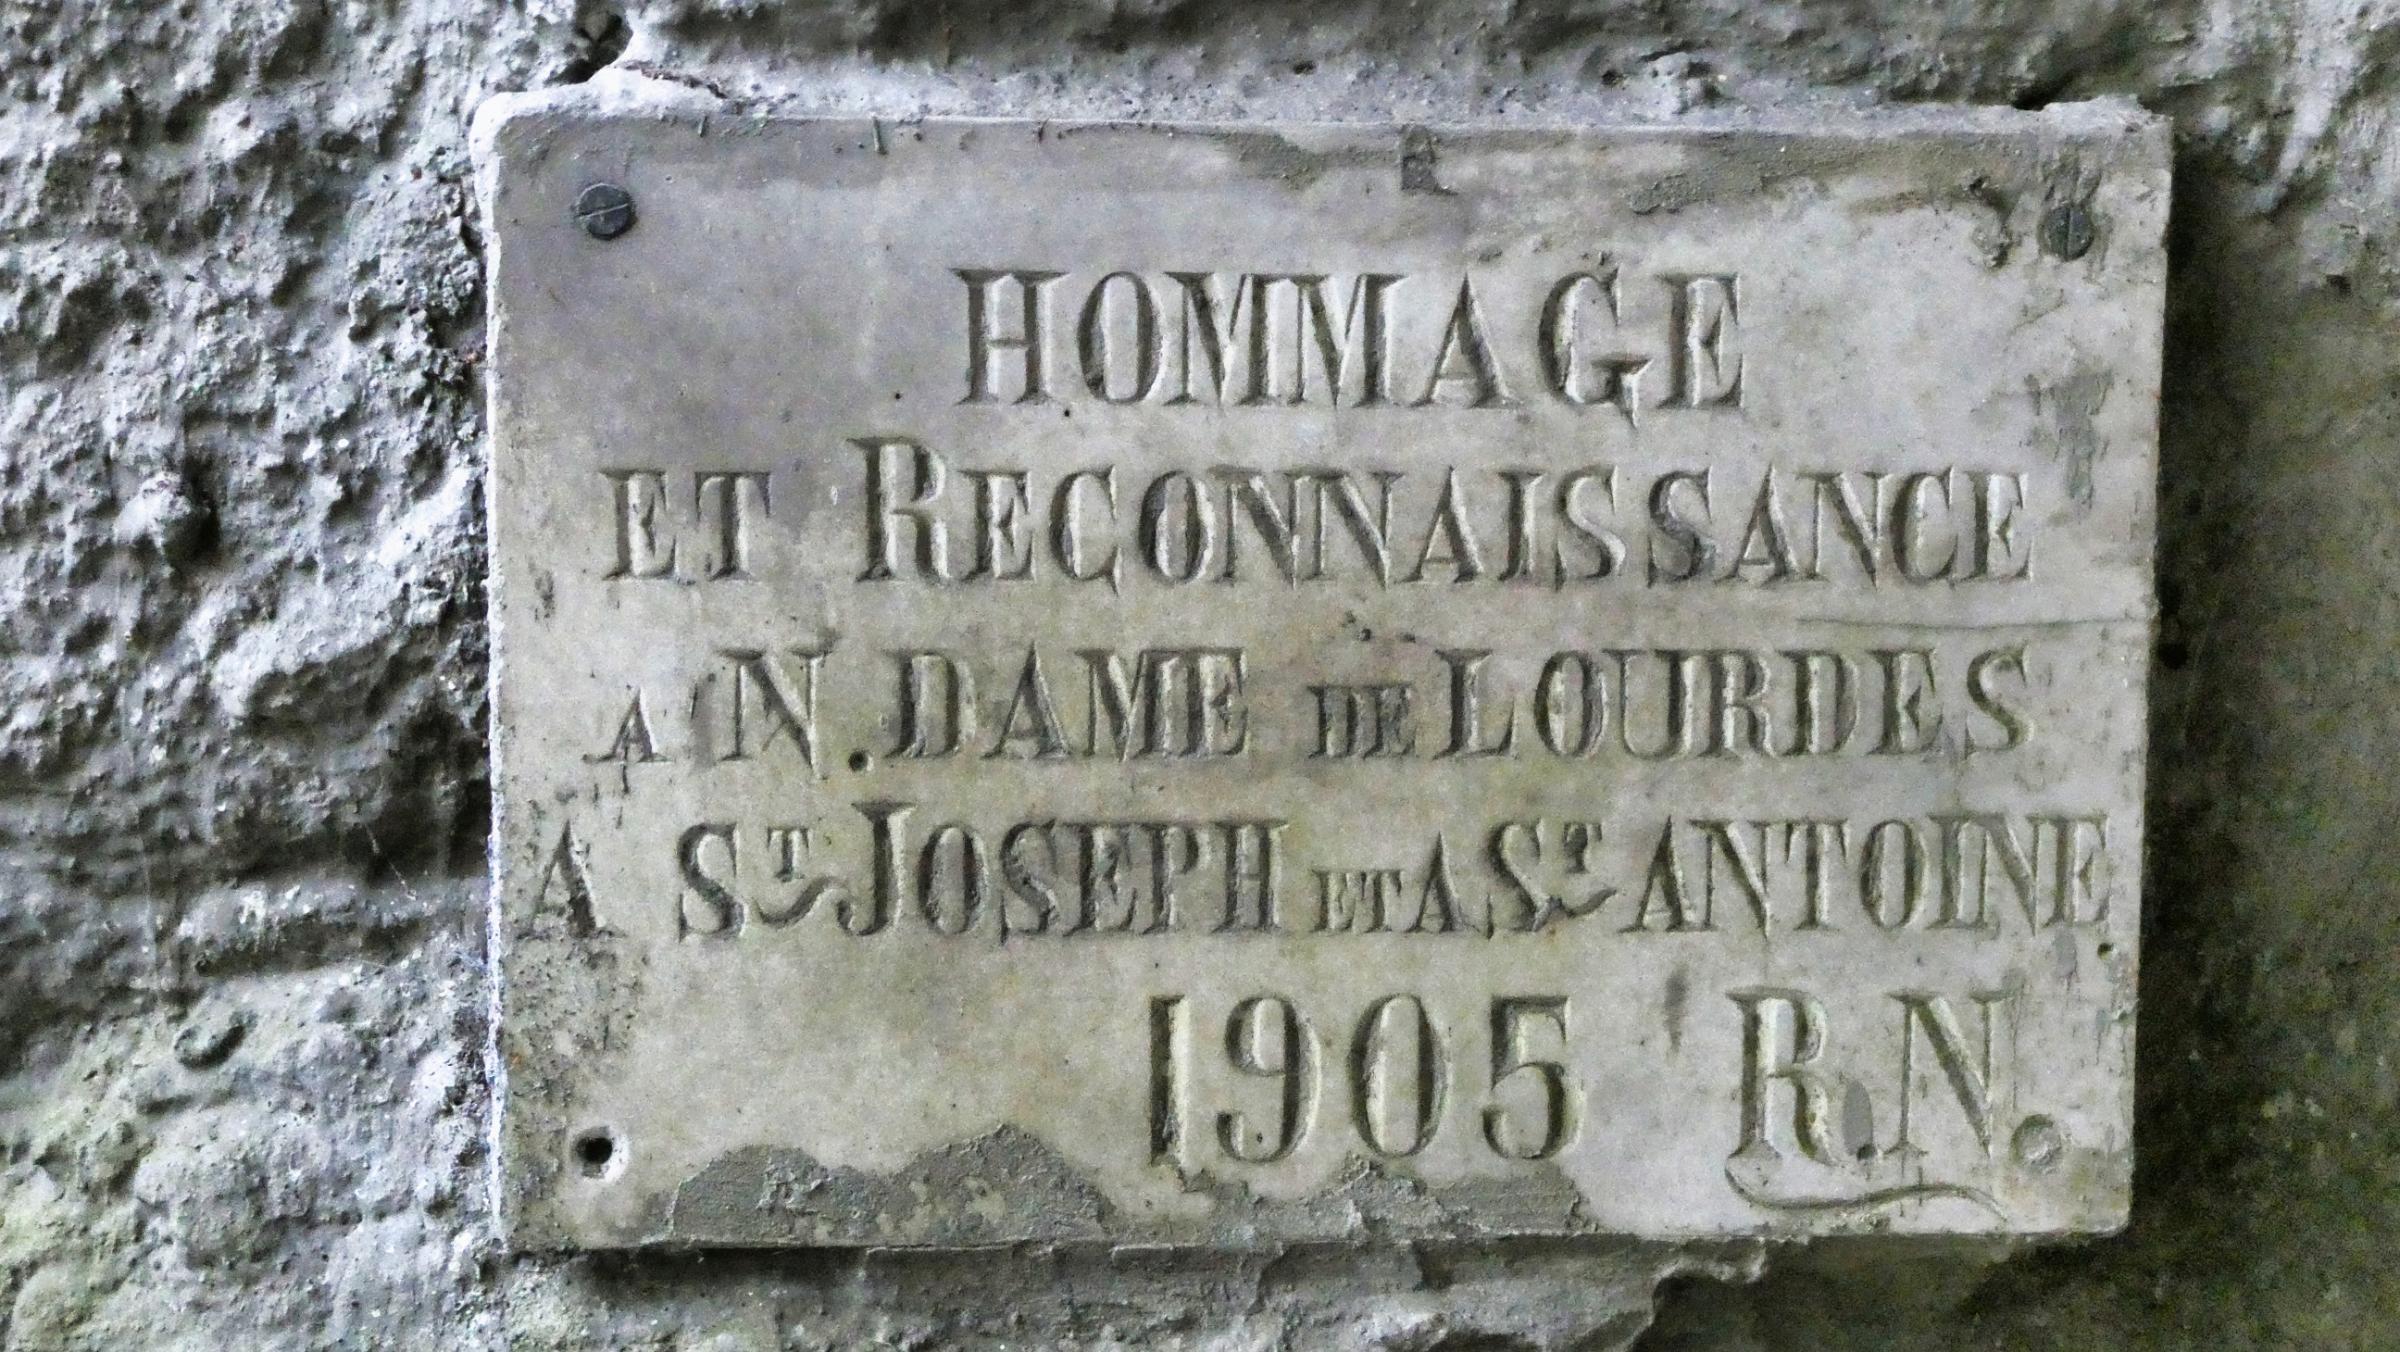 HOMMAGE
ET RECONNAISSANCE
A N. DAME DE LOURDES
A ST JOSEPH ET A ST ANTOINE
1905 R.N.